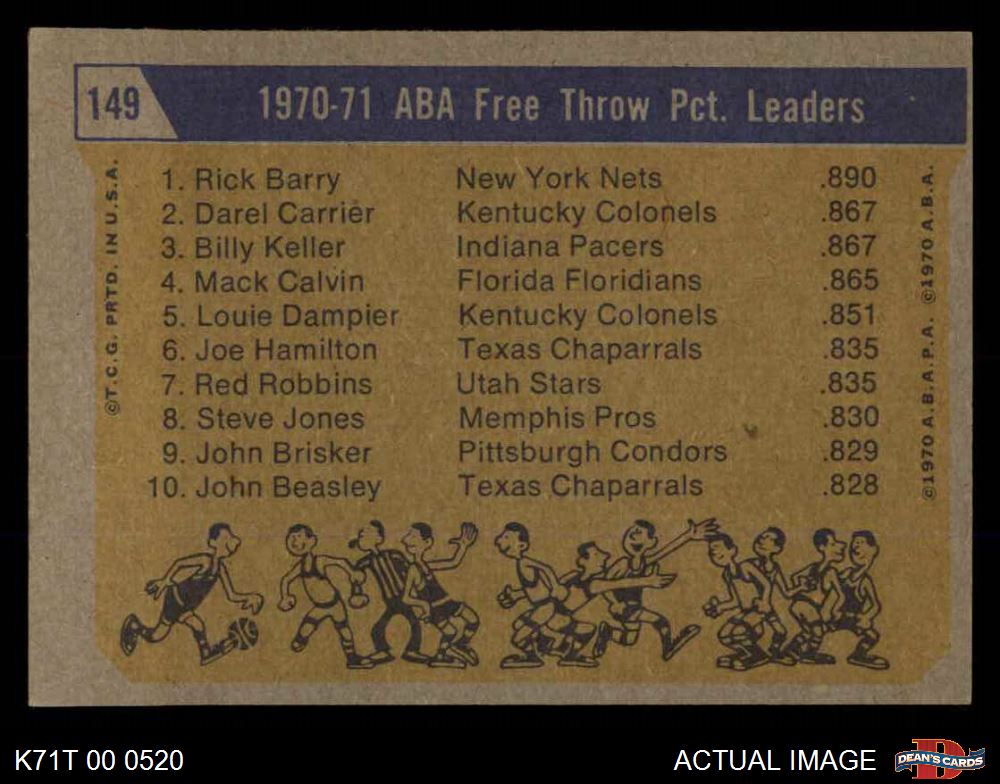 149 1970-71 ABA Free Throw Pct. Leaders
1. Rick Barry New York Nets .890
2. Darel Carrier Kentucky Colonels .867
3. Billy Keller Indiana Pacers .867
4. Mack Calvin Florida Floridians .865
5. Louie Dampier Kentucky Colonels .851
6. Joe Hamilton Texas Chaparrals .835
7. Red Robbins Utah Stars .835
8. Steve Jones Memphis Pros .830
9. John Brisker Pittsburgh Condors .829
10. John Beasley Texas Chaparrals .828
©T.C.G. PRTD. IN U.S.A.
©1970 A.B.A.P.A. ©1970 A.B.A.
K71T 00 0520
ACTUAL IMAGE
D
DEAN'S CARDS